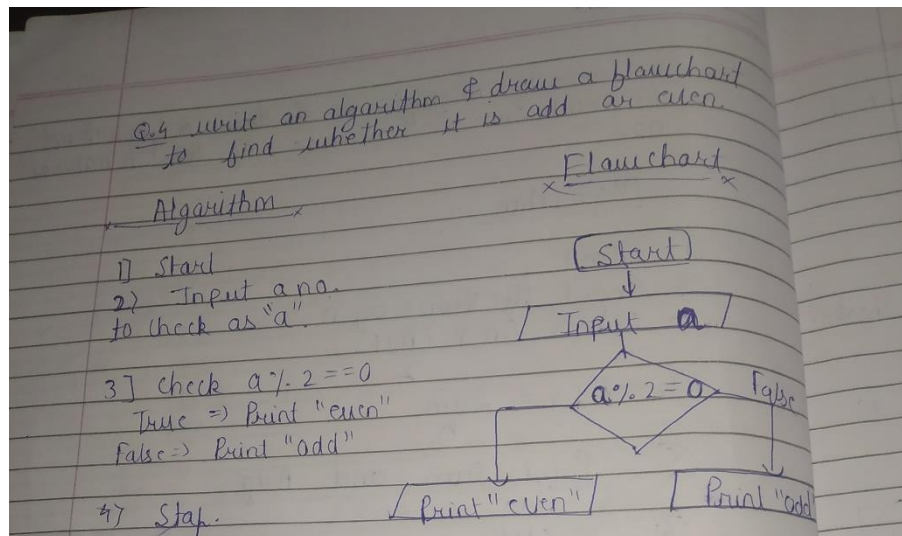 Q.4 write an algorithm & draw a flowchart
to find whether it is odd or even.
Algorithm
1] Start
2) Input a no.
to check as "a".
3] check a % 2 == 0
True => Print "even"
False => Print "odd"
4) Stop.
Flowchart
Start
Input a
a % 2 = 0
False
Print "even"
Print "odd"